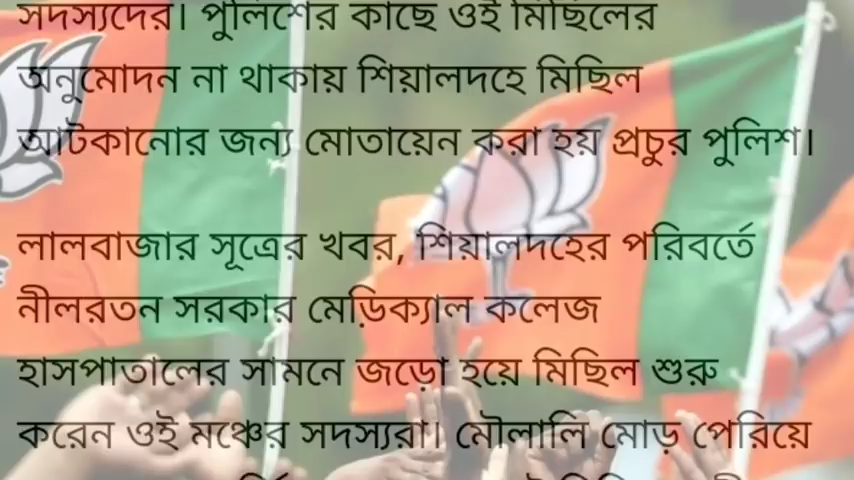 সদস্যদের। পুলিশের কাছে ওই মিছিলের
অনুমোদন না থাকায় শিয়ালদহে মিছিল
আটকানোর জন্য মোতায়েন করা হয় প্রচুর পুলিশ।
লালবাজার সূত্রের খবর, শিয়ালদহের পরিবর্তে
নীলরতন সরকার মেডিক্যাল কলেজ
হাসপাতালের সামনে জড়ো হয়ে মিছিল শুরু
করেন ওই মঞ্চের সদস্যরা। মৌলালি মোড় পেরিয়ে